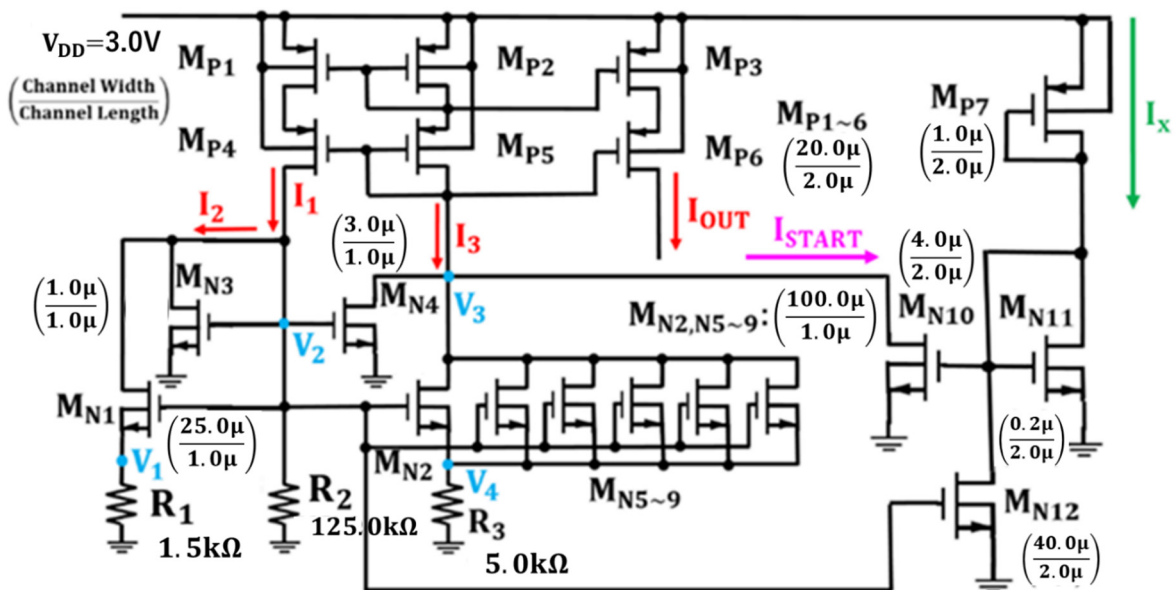 V_DD=3.0V
(Channel Width / Channel Length)
M_P1
M_P2
M_P3
M_P4
M_P5
M_P6
M_P1~6
(20.0μ / 2.0μ)
M_P7
(1.0μ / 2.0μ)
I_X
I_2
I_1
(3.0μ / 1.0μ)
I_3
I_OUT
I_START
(4.0μ / 2.0μ)
(1.0μ / 1.0μ)
M_N3
M_N4
V_3
V_2
M_N2,N5~9: (100.0μ / 1.0μ)
M_N10
M_N11
M_N1
(25.0μ / 1.0μ)
V_1
M_N2
V_4
M_N5~9
(0.2μ / 2.0μ)
R_1
1.5kΩ
R_2
125.0kΩ
R_3
5.0kΩ
M_N12
(40.0μ / 2.0μ)